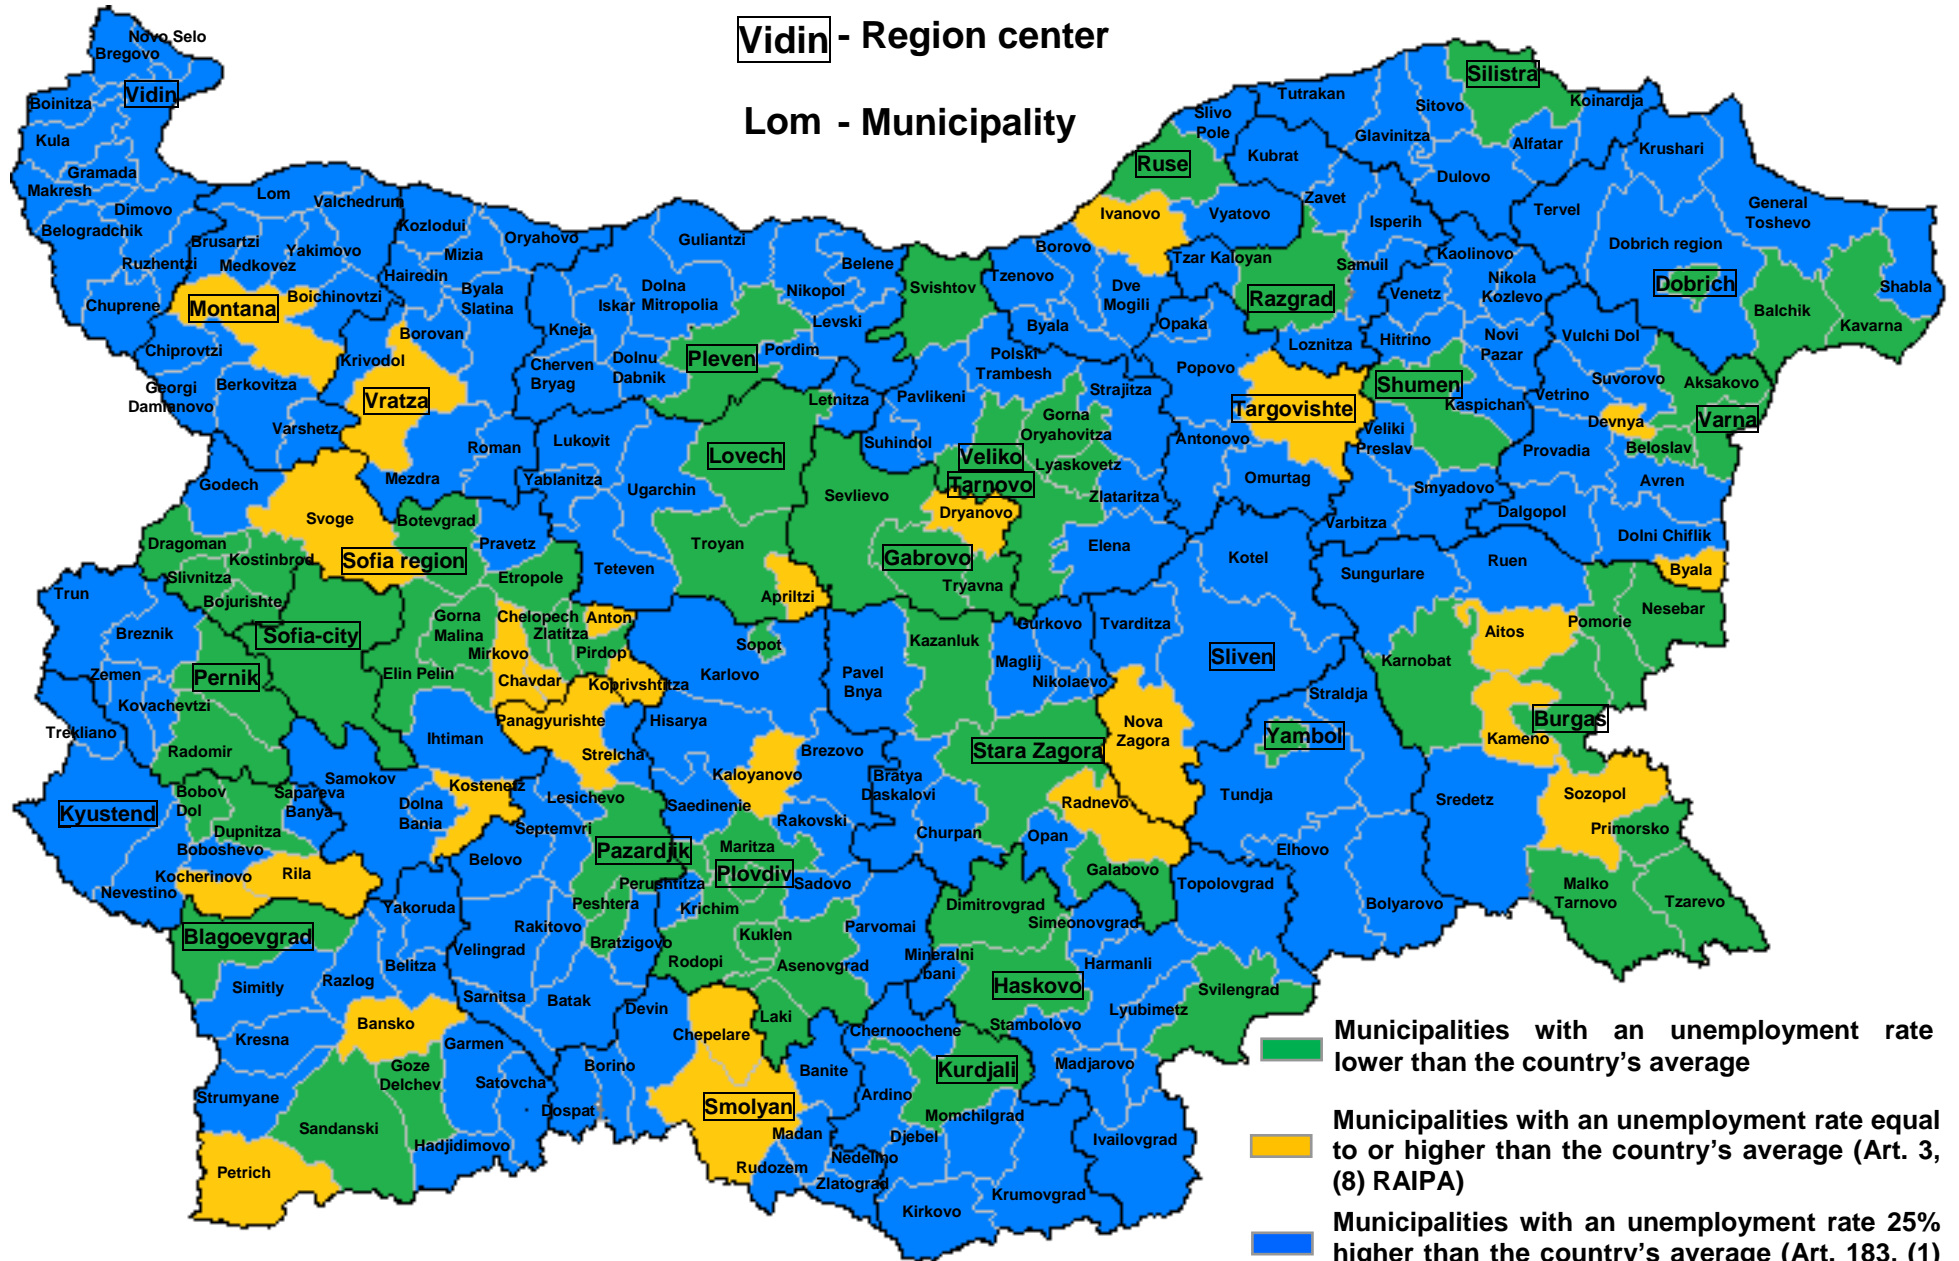 Vidin - Region center
Lom - Municipality
Novo Selo
Bregovo
Vidin
Boinitza
Kula
Gramada
Makresh
Dimovo
Belogradchik
Ruzhentzi
Chuprene
Lom
Valchedrum
Brusartzi
Yakimovo
Medkovez
Montana
Boichinovtzi
Chiprovtzi
Georgi
Damianovo
Berkovitza
Varshetz
Kozlodui
Oryahovo
Mizia
Hairedin
Byala
Slatina
Borovan
Krivodol
Vratza
Roman
Mezdra
Guliantzi
Belene
Dolna
Mitropolia
Iskar
Nikopol
Kneja
Levski
Cherven
Bryag
Dolnu
Dabnik
Pleven
Pordim
Letnitza
Lukovit
Lovech
Yablanitza
Ugarchin
Troyan
Teteven
Apriltzi
Svishtov
Polski
Trambesh
Pavlikeni
Strajitza
Suhindol
Gorna
Oryahovitza
Veliko
Tarnovo
Lyaskovetz
Zlataritza
Elena
Sevlievo
Dryanovo
Gabrovo
Tryavna
Slivo
Pole
Ruse
Ivanovo
Vyatovo
Borovo
Tzenovo
Dve
Mogili
Byala
Tutrakan
Sitovo
Silistra
Koinardja
Glavinitza
Alfatar
Dulovo
Kubrat
Zavet
Isperih
Tzar Kaloyan
Samuil
Razgrad
Loznitza
Opaka
Popovo
Targovishte
Antonovo
Omurtag
Kaolinovo
Nikola
Kozlevo
Venetz
Hitrino
Novi
Pazar
Shumen
Kaspichan
Veliki
Preslav
Smyadovo
Varbitza
Krushari
Tervel
General
Toshevo
Dobrich region
Dobrich
Shabla
Balchik
Kavarna
Vulchi Dol
Suvorovo
Vetrino
Aksakovo
Devnya
Varna
Provadia
Beloslav
Avren
Dalgopol
Dolni Chiflik
Byala
Godech
Svoge
Botevgrad
Pravetz
Dragoman
Kostinbrod
Sofia region
Slivnitza
Bojurishte
Etropole
Sofia-city
Gorna
Malina
Chelopech
Anton
Zlatitza
Mirkovo
Pirdop
Elin Pelin
Chavdar
Koprivshtitza
Ihtiman
Samokov
Dolna
Bania
Kostenetz
Trun
Breznik
Zemen
Pernik
Kovachevtzi
Radomir
Trekliano
Kyustend
Bobov
Dol
Sapareva
Banya
Dupnitza
Boboshevo
Kocherinovo
Rila
Nevestino
Blagoevgrad
Yakoruda
Belitza
Simitly
Razlog
Bansko
Kresna
Garmen
Goze
Delchev
Satovcha
Strumyane
Sandanski
Hadjidimovo
Petrich
Panagyurishte
Strelcha
Lesichevo
Septemvri
Belovo
Pazardjik
Peshtera
Rakitovo
Bratzigovo
Velingrad
Sarnitsa
Batak
Sopot
Karlovo
Hisarya
Brezovo
Kaloyanovo
Saedinenie
Rakovski
Maritza
Plovdiv
Perushtitza
Sadovo
Krichim
Kuklen
Parvomai
Rodopi
Asenovgrad
Laki
Devin
Chepelare
Borino
Banite
Dospat
Smolyan
Madan
Rudozem
Nedelino
Zlatograd
Kazanluk
Gurkovo
Pavel
Bnya
Maglij
Nikolaevo
Stara Zagora
Bratya
Daskalovi
Radnevo
Churpan
Opan
Galabovo
Tvarditza
Kotel
Sliven
Nova
Zagora
Straldja
Yambol
Tundja
Elhovo
Bolyarovo
Sungurlare
Ruen
Nesebar
Pomorie
Aitos
Karnobat
Burgas
Kameno
Sredetz
Sozopol
Primorsko
Malko
Tarnovo
Tzarevo
Dimitrovgrad
Simeonovgrad
Topolovgrad
Mineralni
bani
Haskovo
Harmanli
Svilengrad
Lyubimetz
Stambolovo
Madjarovo
Ivailovgrad
Chernoochene
Kurdjali
Ardino
Momchilgrad
Djebel
Krumovgrad
Kirkovo
Municipalities with an unemployment rate
lower than the country's average
Municipalities with an unemployment rate equal
to or higher than the country's average (Art. 3,
(8) RAIPA)
Municipalities with an unemployment rate 25%
higher than the country's average (Art. 183, (1)